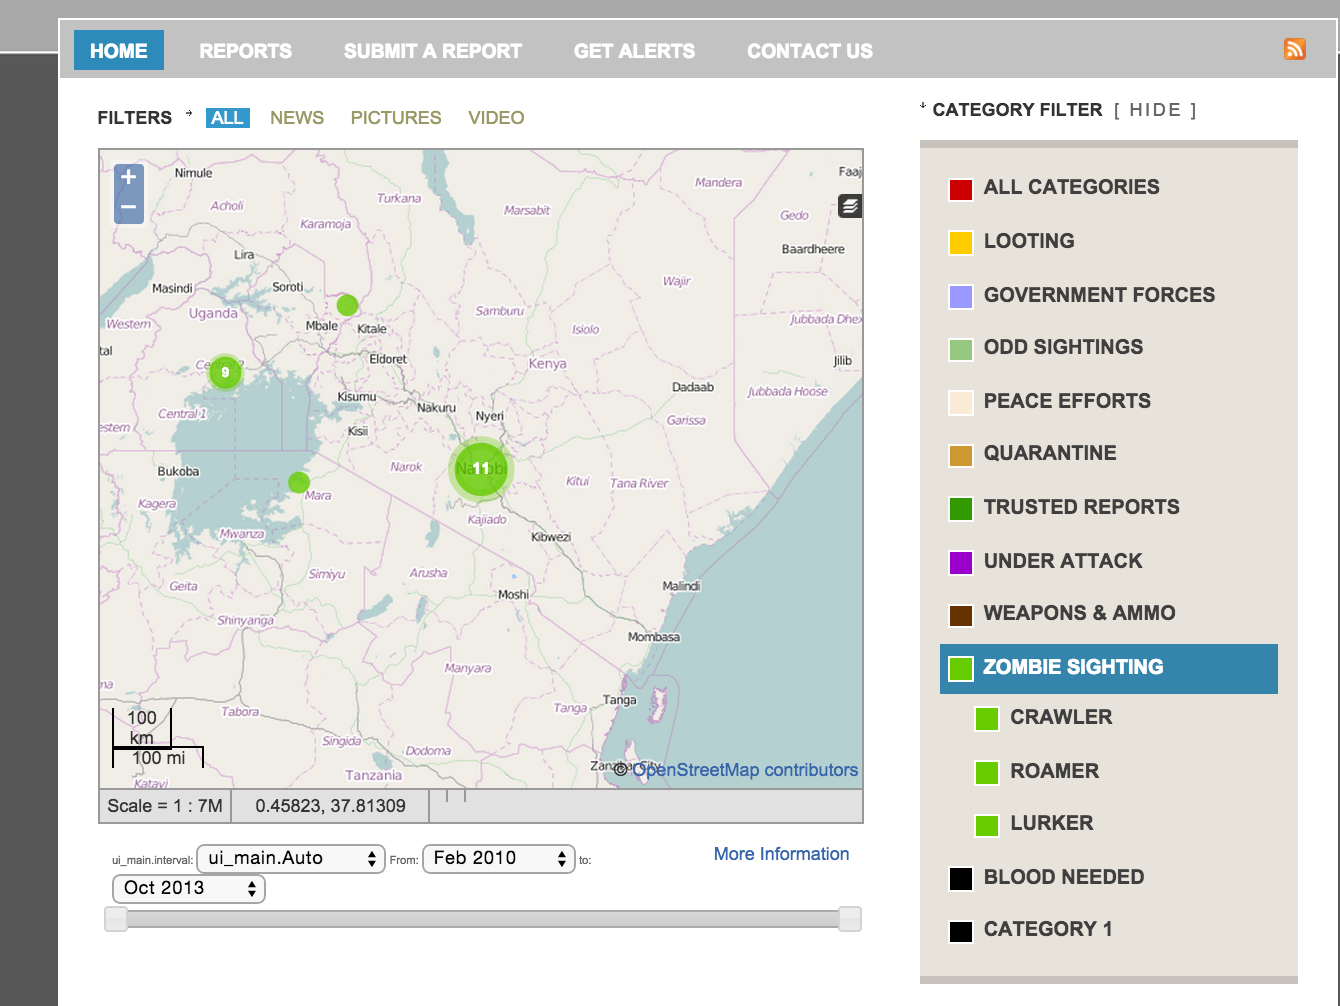 HOME REPORTS SUBMIT A REPORT GET ALERTS CONTACT US
FILTERS ALL NEWS PICTURES VIDEO
+
−
Nimule
Faaj
Mandera
Turkana
Acholi
Marsabit
Gedo
Karamoja
Baardheere
Lira
Wajir
Masindi
Soroti
Uganda
Samburu
Jubbada Dhex
Western
Mbale
Kitale
Isiolo
tal
Eldoret
Kenya
Jilib
9
Dadaab
Jubbada Hoose
Kisumu
Nakuru
Nyeri
Central 1
Garissa
estern
Kisii
Bukoba
Narok
11
Kitui
Tana River
Mara
Kagera
Kajiado
Mwanza
Kibwezi
Simiyu
Arusha
Geita
Moshi
Malindi
Shinyanga
Mombasa
Manyara
na
Tanga
Tabora
Tanga
100
km
Singida
Dodoma
100 mi
Tanzania
Katavi
© OpenStreetMap contributors
Scale = 1 : 7M 0.45823, 37.81309
ui_main.interval: ui_main.Auto From: Feb 2010 to:
Oct 2013
More Information
CATEGORY FILTER [ HIDE ]
ALL CATEGORIES
LOOTING
GOVERNMENT FORCES
ODD SIGHTINGS
PEACE EFFORTS
QUARANTINE
TRUSTED REPORTS
UNDER ATTACK
WEAPONS & AMMO
ZOMBIE SIGHTING
CRAWLER
ROAMER
LURKER
BLOOD NEEDED
CATEGORY 1